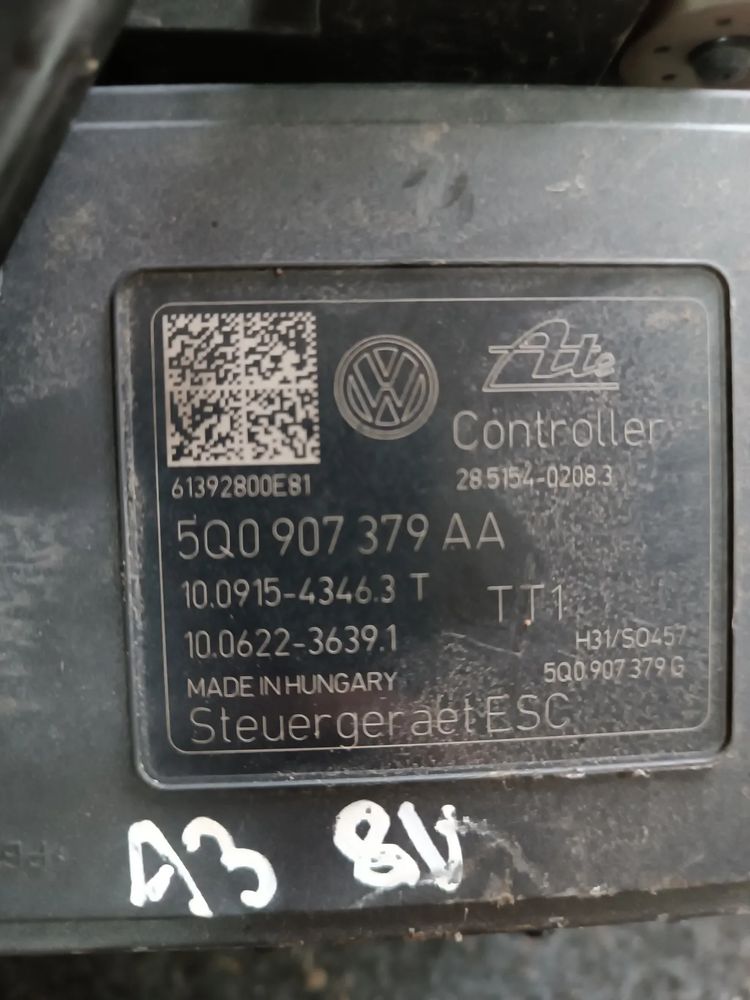 Ate
Controller
61392800E81
28.5154-0208.3
5Q0 907 379 AA
10.0915-4346.3 T
TT1
10.0622-3639.1
H31/S0457
5Q0 907 379 G
MADE IN HUNGARY
Steuergeraet ESC
A3 8V